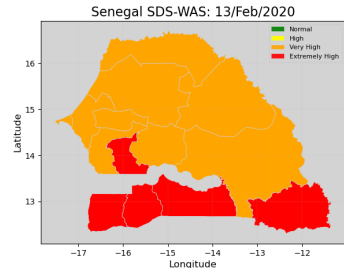 Senegal SDS-WAS: 13/Feb/2020
Normal
High
Very High
Extremely High
Latitude
16
15
14
13
−17
−16
−15
−14
−13
−12
Longitude